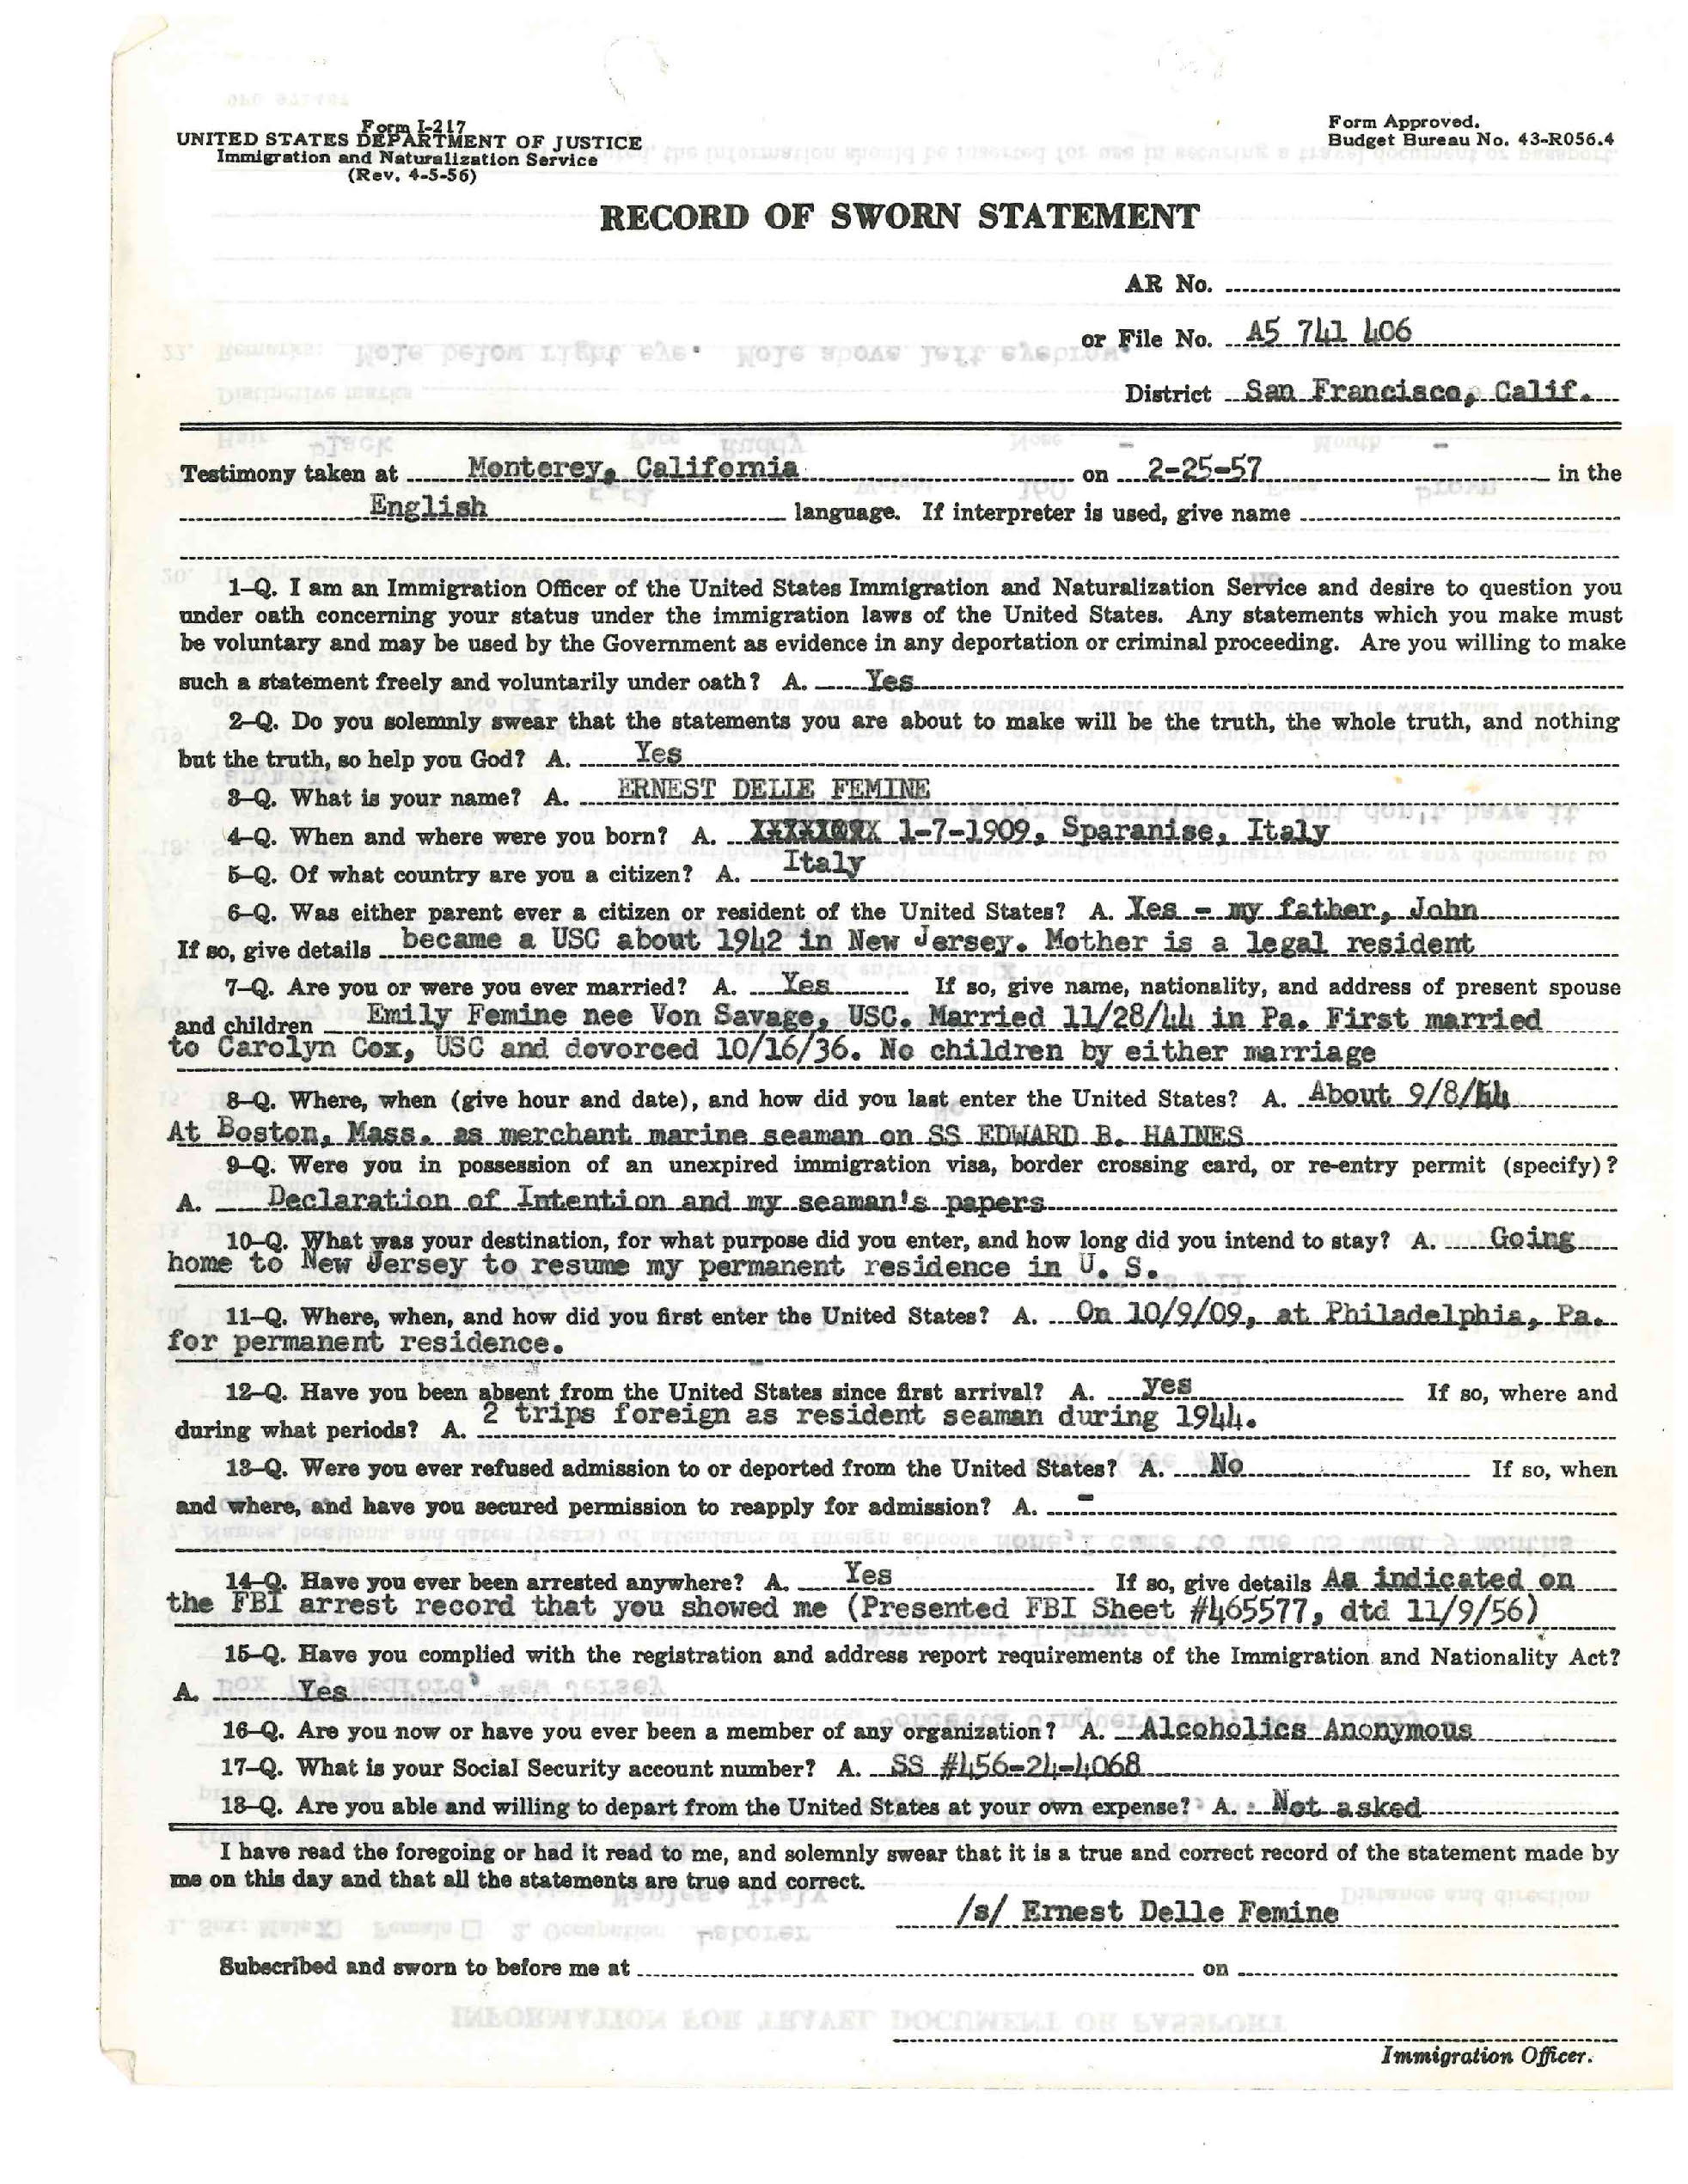 Form I-217
UNITED STATES DEPARTMENT OF JUSTICE
Immigration and Naturalization Service
(Rev. 4-5-56)
Form Approved.
Budget Bureau No. 43-R056.4
RECORD OF SWORN STATEMENT
AR No.
or File No. A5 741 406
District San Francisco, Calif.
Testimony taken at Monterey, California on 2-25-57 in the
English language. If interpreter is used, give name
1-Q. I am an Immigration Officer of the United States Immigration and Naturalization Service and desire to question you
under oath concerning your status under the immigration laws of the United States. Any statements which you make must
be voluntary and may be used by the Government as evidence in any deportation or criminal proceeding. Are you willing to make
such a statement freely and voluntarily under oath? A. Yes
2-Q. Do you solemnly swear that the statements you are about to make will be the truth, the whole truth, and nothing
but the truth, so help you God? A. Yes
3-Q. What is your name? A. ERNEST DELLE FEMINE
4-Q. When and where were you born? A. 1-7-1909, Sparanise, Italy
5-Q. Of what country are you a citizen? A. Italy
6-Q. Was either parent ever a citizen or resident of the United States? A. Yes - my father, John
If so, give details became a USC about 1942 in New Jersey. Mother is a legal resident
7-Q. Are you or were you ever married? A. Yes If so, give name, nationality, and address of present spouse
and children Emily Femine nee Von Savage, USC. Married 11/28/44 in Pa. First married
to Carolyn Cox, USC and devorced 10/16/36. No children by either marriage
8-Q. Where, when (give hour and date), and how did you last enter the United States? A. About 9/8/44
At Boston, Mass. as merchant marine seaman on SS EDWARD B. HAINES
9-Q. Were you in possession of an unexpired immigration visa, border crossing card, or re-entry permit (specify)?
A. Declaration of Intention and my seaman's papers
10-Q. What was your destination, for what purpose did you enter, and how long did you intend to stay? A. Going
home to New Jersey to resume my permanent residence in U. S.
11-Q. Where, when, and how did you first enter the United States? A. On 10/9/09, at Philadelphia, Pa.
for permanent residence.
12-Q. Have you been absent from the United States since first arrival? A. yes If so, where and
during what periods? A. 2 trips foreign as resident seaman during 1944.
13-Q. Were you ever refused admission to or deported from the United States? A. No If so, when
and where, and have you secured permission to reapply for admission? A. -
14-Q. Have you ever been arrested anywhere? A. Yes If so, give details As indicated on
the FBI arrest record that you showed me (Presented FBI Sheet #465577, dtd 11/9/56)
15-Q. Have you complied with the registration and address report requirements of the Immigration and Nationality Act?
A. Yes
16-Q. Are you now or have you ever been a member of any organization? A. Alcoholics Anonymous
17-Q. What is your Social Security account number? A. SS #456-24-4068
18-Q. Are you able and willing to depart from the United States at your own expense? A. Not asked
I have read the foregoing or had it read to me, and solemnly swear that it is a true and correct record of the statement made by
me on this day and that all the statements are true and correct.
/s/ Ernest Delle Femine
Subscribed and sworn to before me at on
Immigration Officer.